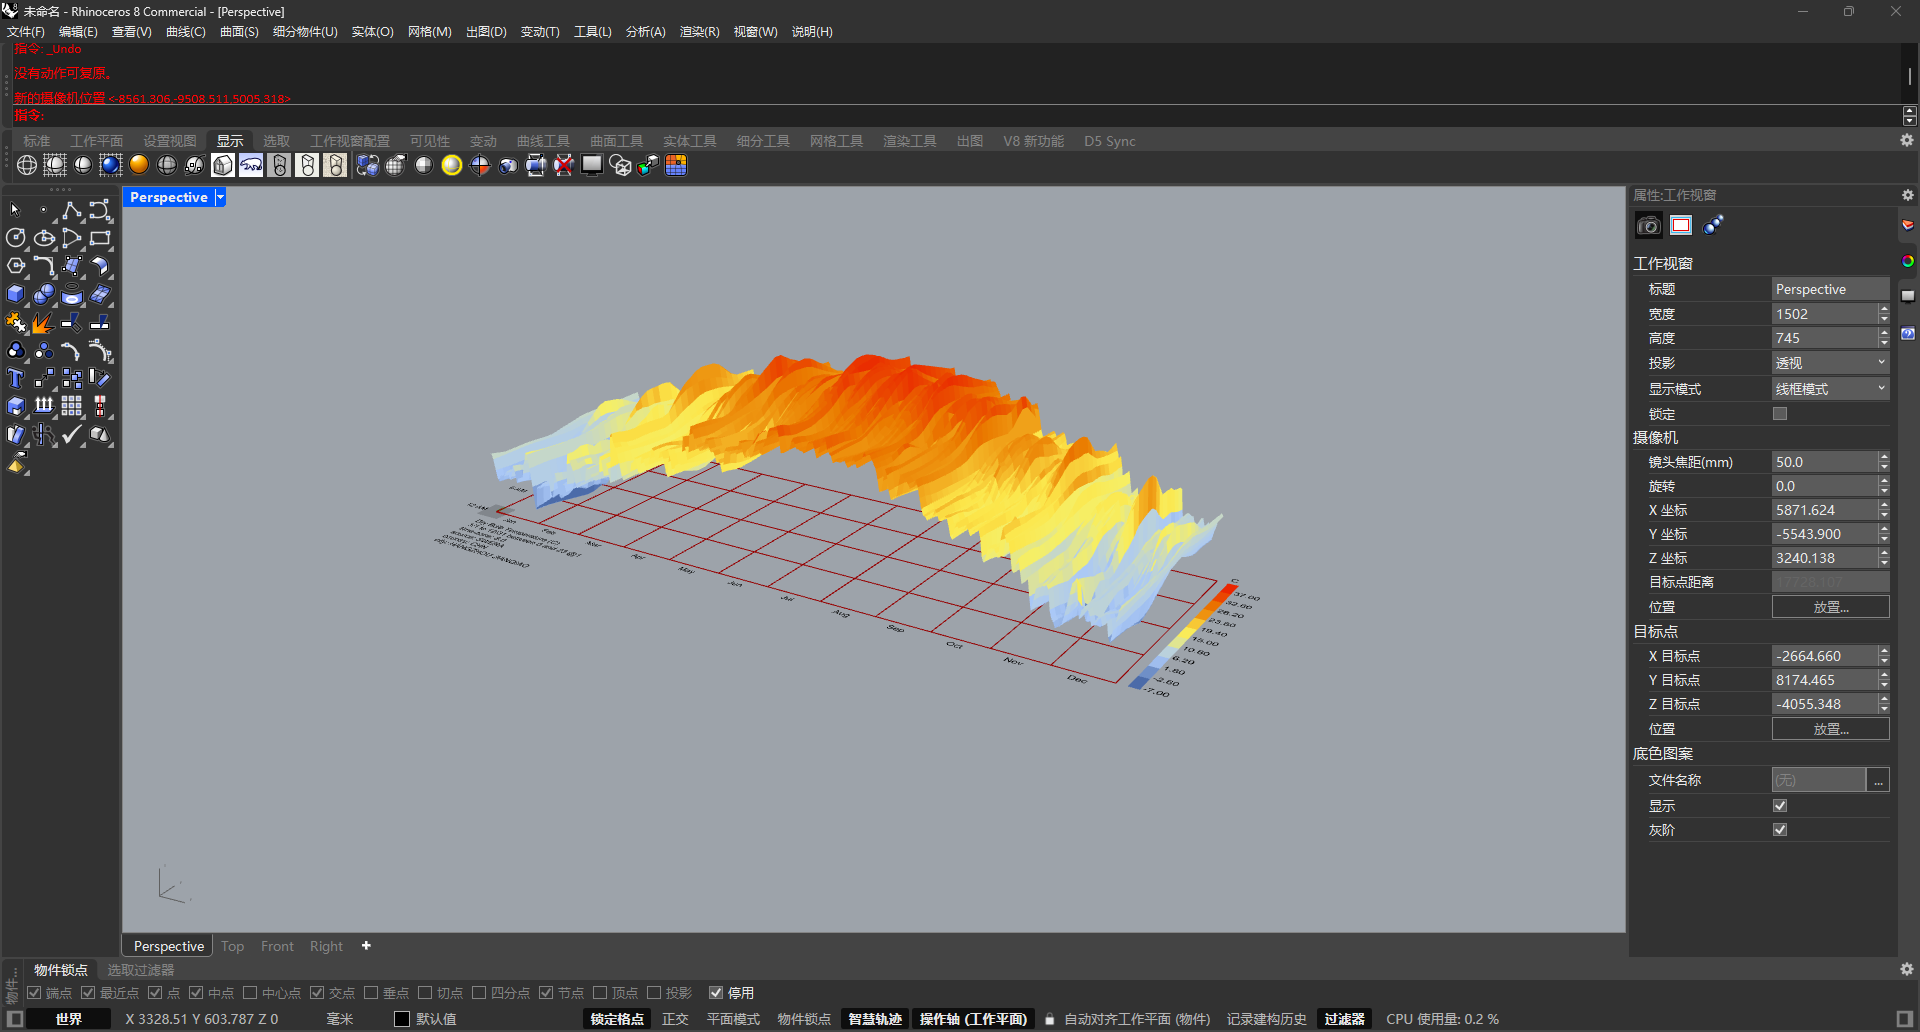 未命名 - Rhinoceros 8 Commercial - [Perspective]
文件(F) 编辑(E) 查看(V) 曲线(C) 曲面(S) 细分物件(U) 实体(O) 网格(M) 出图(D) 变动(T) 工具(L) 分析(A) 渲染(R) 视窗(W) 说明(H)
指令: _Undo
没有动作可复原。
新的摄像机位置 <-8561.306,-9508.511,5005.318>
指令:
标准 工作平面 设置视图 显示 选取 工作视窗配置 可见性 变动 曲线工具 曲面工具 实体工具 细分工具 网格工具 渲染工具 出图 V8 新功能 D5 Sync
Perspective
属性:工作视窗
工作视窗
标题 Perspective
宽度 1502
高度 745
投影 透视
显示模式 线框模式
锁定
摄像机
镜头焦距(mm) 50.0
旋转 0.0
X 坐标 5871.624
Y 坐标 -5543.900
Z 坐标 3240.138
目标点距离 17728.107
位置 放置...
目标点
X 目标点 -2664.660
Y 目标点 8174.465
Z 目标点 -4055.348
位置 放置...
底色图案
文件名称 (无) ...
显示
灰阶
6 AM
12 AM
Jan
Feb
Mar
Apr
May
Jun
Jul
Aug
Sep
Oct
Nov
Dec
Dry Bulb Temperature (C)
C
37.00
32.60
28.20
23.80
19.40
15.00
10.60
6.20
1.80
-2.60
-7.00
Perspective Top Front Right +
物件锁点 选取过滤器
物件...
端点 最近点 点 中点 中心点 交点 垂点 切点 四分点 节点 顶点 投影 停用
世界 X 3328.51 Y 603.787 Z 0 毫米 默认值 锁定格点 正交 平面模式 物件锁点 智慧轨迹 操作轴 (工作平面) 自动对齐工作平面 (物件) 记录建构历史 过滤器 CPU 使用量: 0.2 %